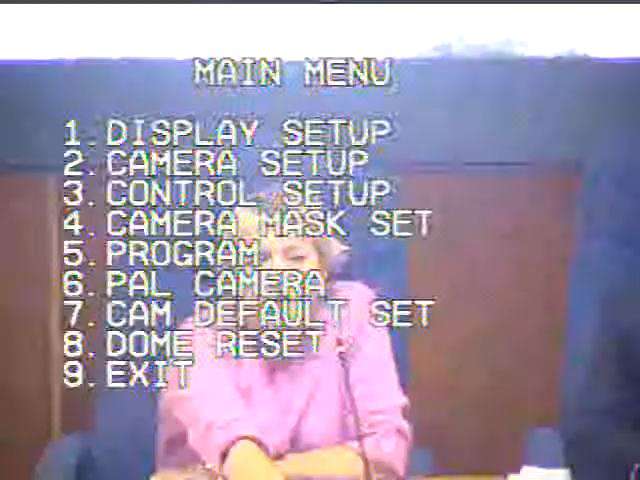 MAIN MENU
1. DISPLAY SETUP
2. CAMERA SETUP
3. CONTROL SETUP
4. CAMERA MASK SET
5. PROGRAM
6. PAL CAMERA
7. CAM DEFAULT SET
8. DOME RESET
9. EXIT